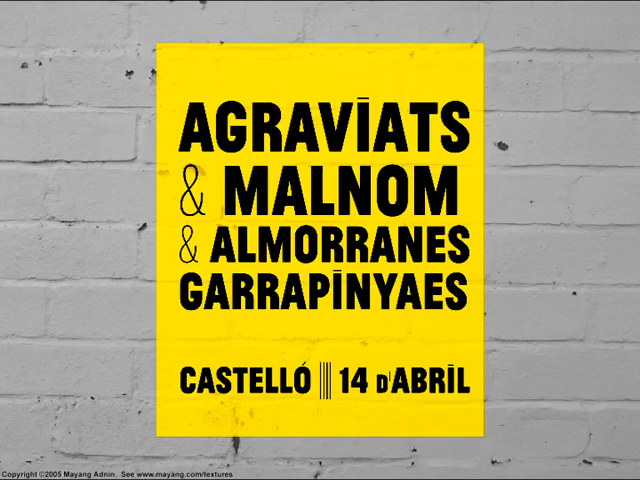 AGRAVĪATS
& MALNOM
& ALMORRANES
GARRAPĪNYAES
CASTELLÓ |||| 14 D'ABRĪL
Copyright ©2005 Mayang Adnin. See www.mayang.com/textures